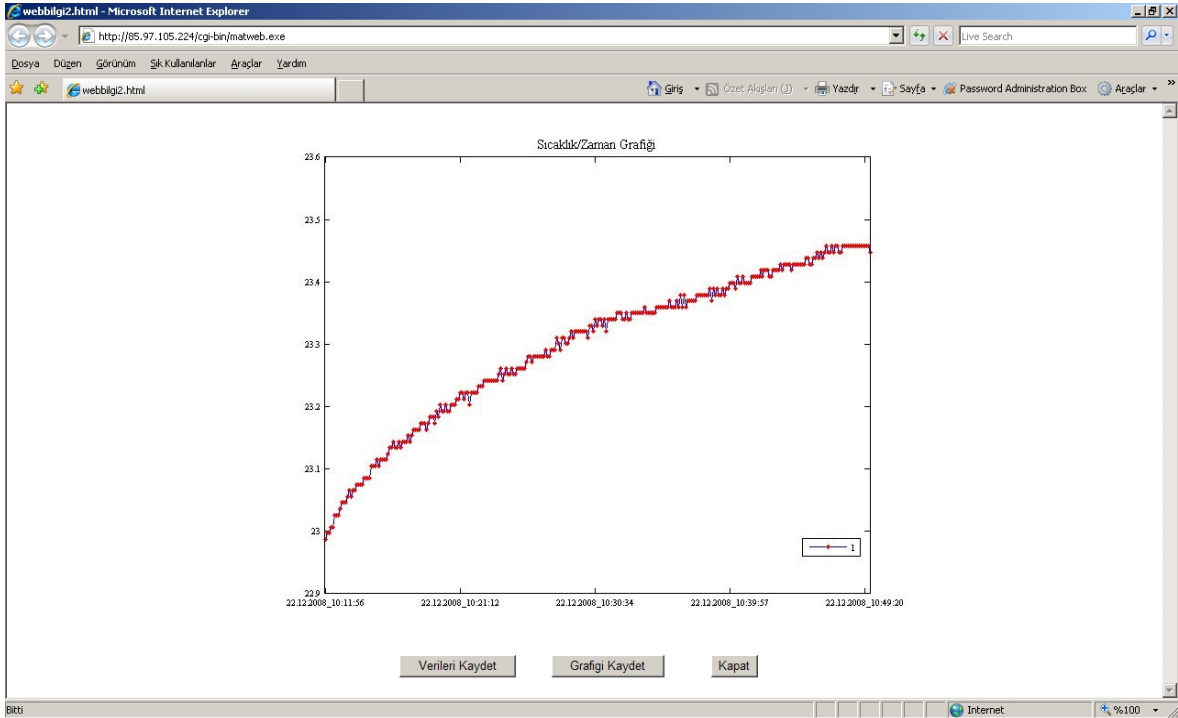 webbilgi2.html - Microsoft Internet Explorer
http://85.97.105.224/cgi-bin/matweb.exe
Live Search
Dosya Düzen Görünüm Sık Kullanılanlar Araçlar Yardım
webbilgi2.html
Giriş Özet Akışları (J) Yazdır Sayfa Password Administration Box Araçlar
Sıcaklık/Zaman Grafiği
23.6
23.5
23.4
23.3
23.2
23.1
23
22.9
1
22.12.2008_10:11:56 22.12.2008_10:21:12 22.12.2008_10:30:34 22.12.2008_10:39:57 22.12.2008_10:49:20
Verileri Kaydet Grafigi Kaydet Kapat
Bitti Internet %100